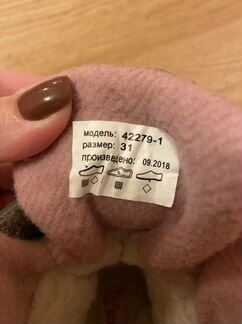 модель: 42279-1
размер: 31
произведено: 09.2018